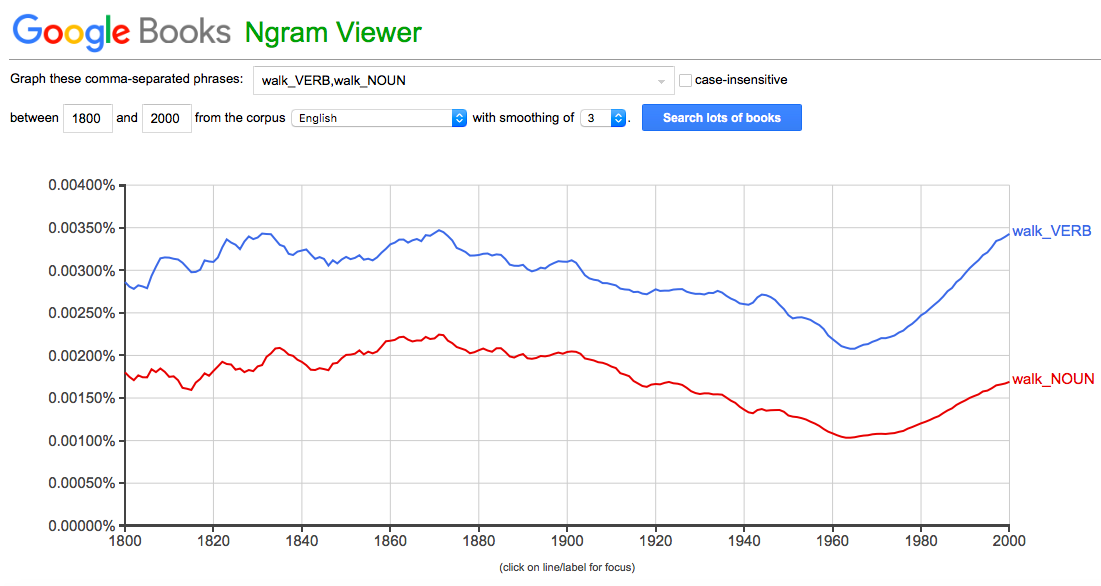 Google Books Ngram Viewer
Graph these comma-separated phrases: walk_VERB,walk_NOUN case-insensitive
between 1800 and 2000 from the corpus English with smoothing of 3 . Search lots of books
0.00400%
0.00350%
walk_VERB
0.00300%
0.00250%
0.00200%
walk_NOUN
0.00150%
0.00100%
0.00050%
0.00000%
1800 1820 1840 1860 1880 1900 1920 1940 1960 1980 2000
(click on line/label for focus)